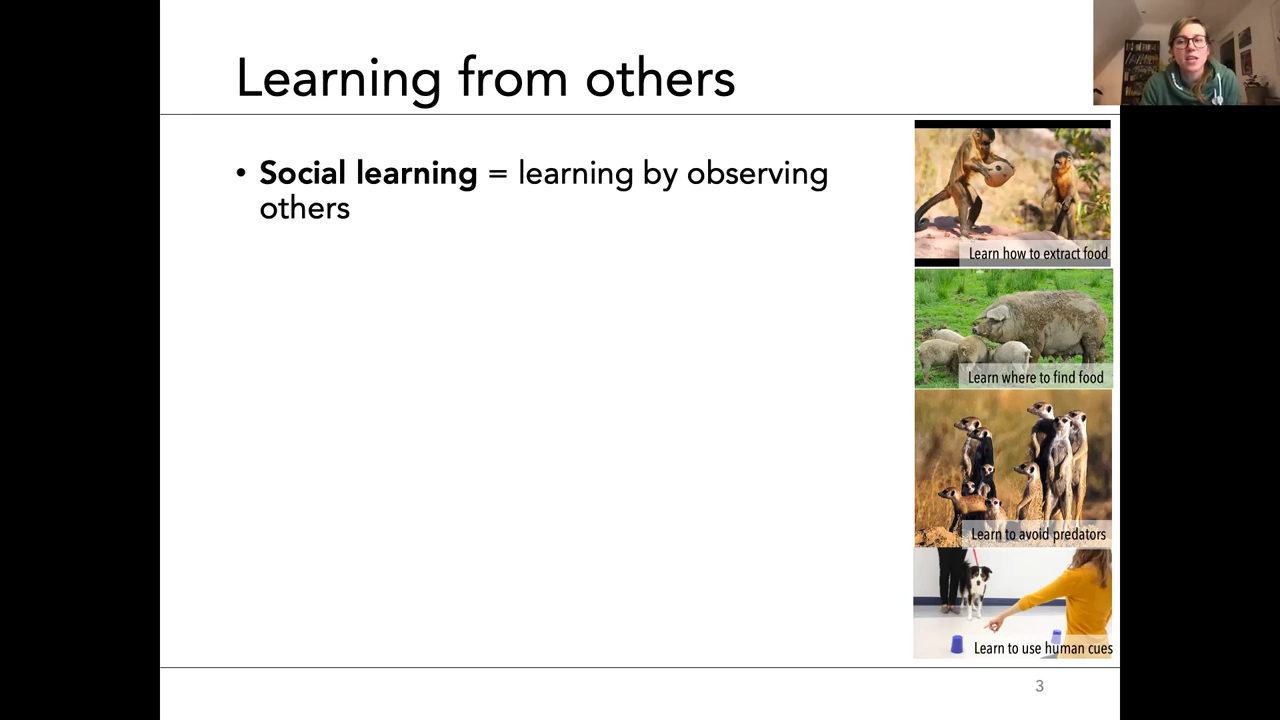 Learning from others
• Social learning = learning by observing
others
Learn how to extract food
Learn where to find food
Learn to avoid predators
Learn to use human cues
3